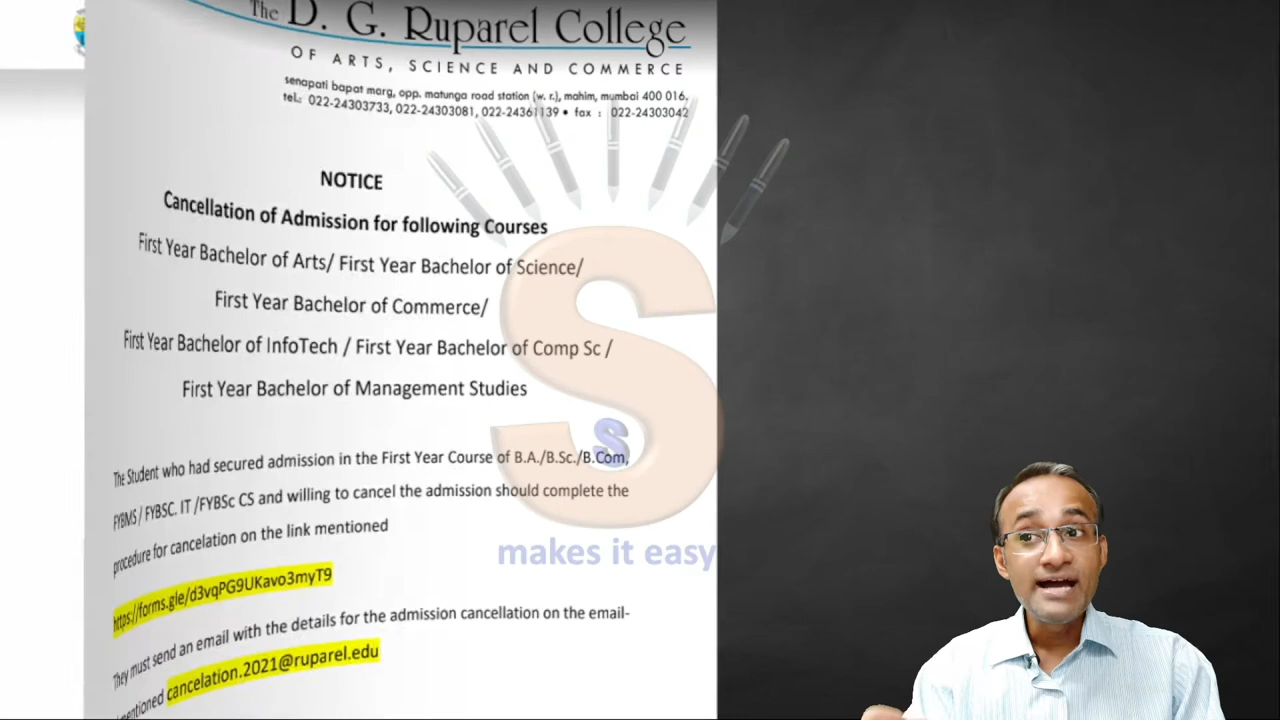 The D. G. Ruparel College
OF ARTS, SCIENCE AND COMMERCE
senapati bapat marg, opp. matunga road station (w. r.), mahim, mumbai 400 016.
tel.: 022-24303733, 022-24303081, 022-24361139 • fax : 022-24303042
NOTICE
Cancellation of Admission for following Courses
First Year Bachelor of Arts/ First Year Bachelor of Science/
First Year Bachelor of Commerce/
First Year Bachelor of InfoTech / First Year Bachelor of Comp Sc /
First Year Bachelor of Management Studies
The Student who had secured admission in the First Year Course of B.A./B.Sc./B.Com,
FYBMS / FYBSC. IT /FYBSc CS and willing to cancel the admission should complete the
procedure for cancelation on the link mentioned
https://forms.gle/d3vqPG9UKavo3myT9
They must send an email with the details for the admission cancellation on the email-
mentioned cancelation.2021@ruparel.edu
S
s
makes it easy